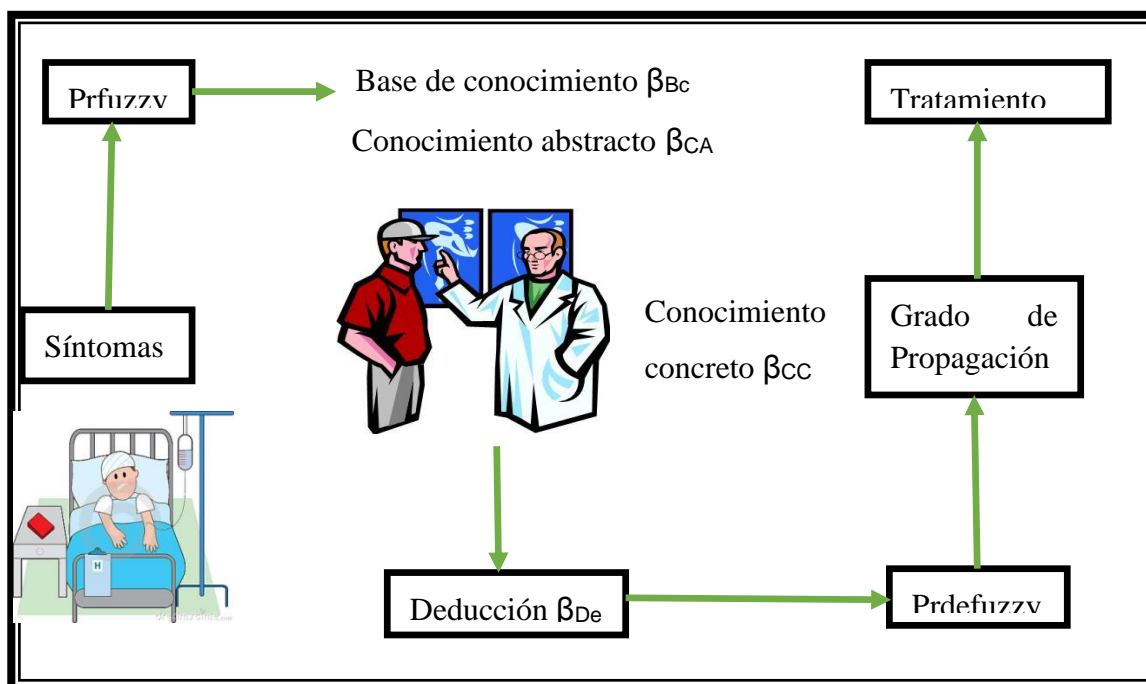 Prfuzzy
Base de conocimiento βBc
Conocimiento abstracto βCA
Tratamiento
Síntomas
Conocimiento
concreto βCC
Grado de
Propagación
H
Deducción βDe
Prdefuzzy